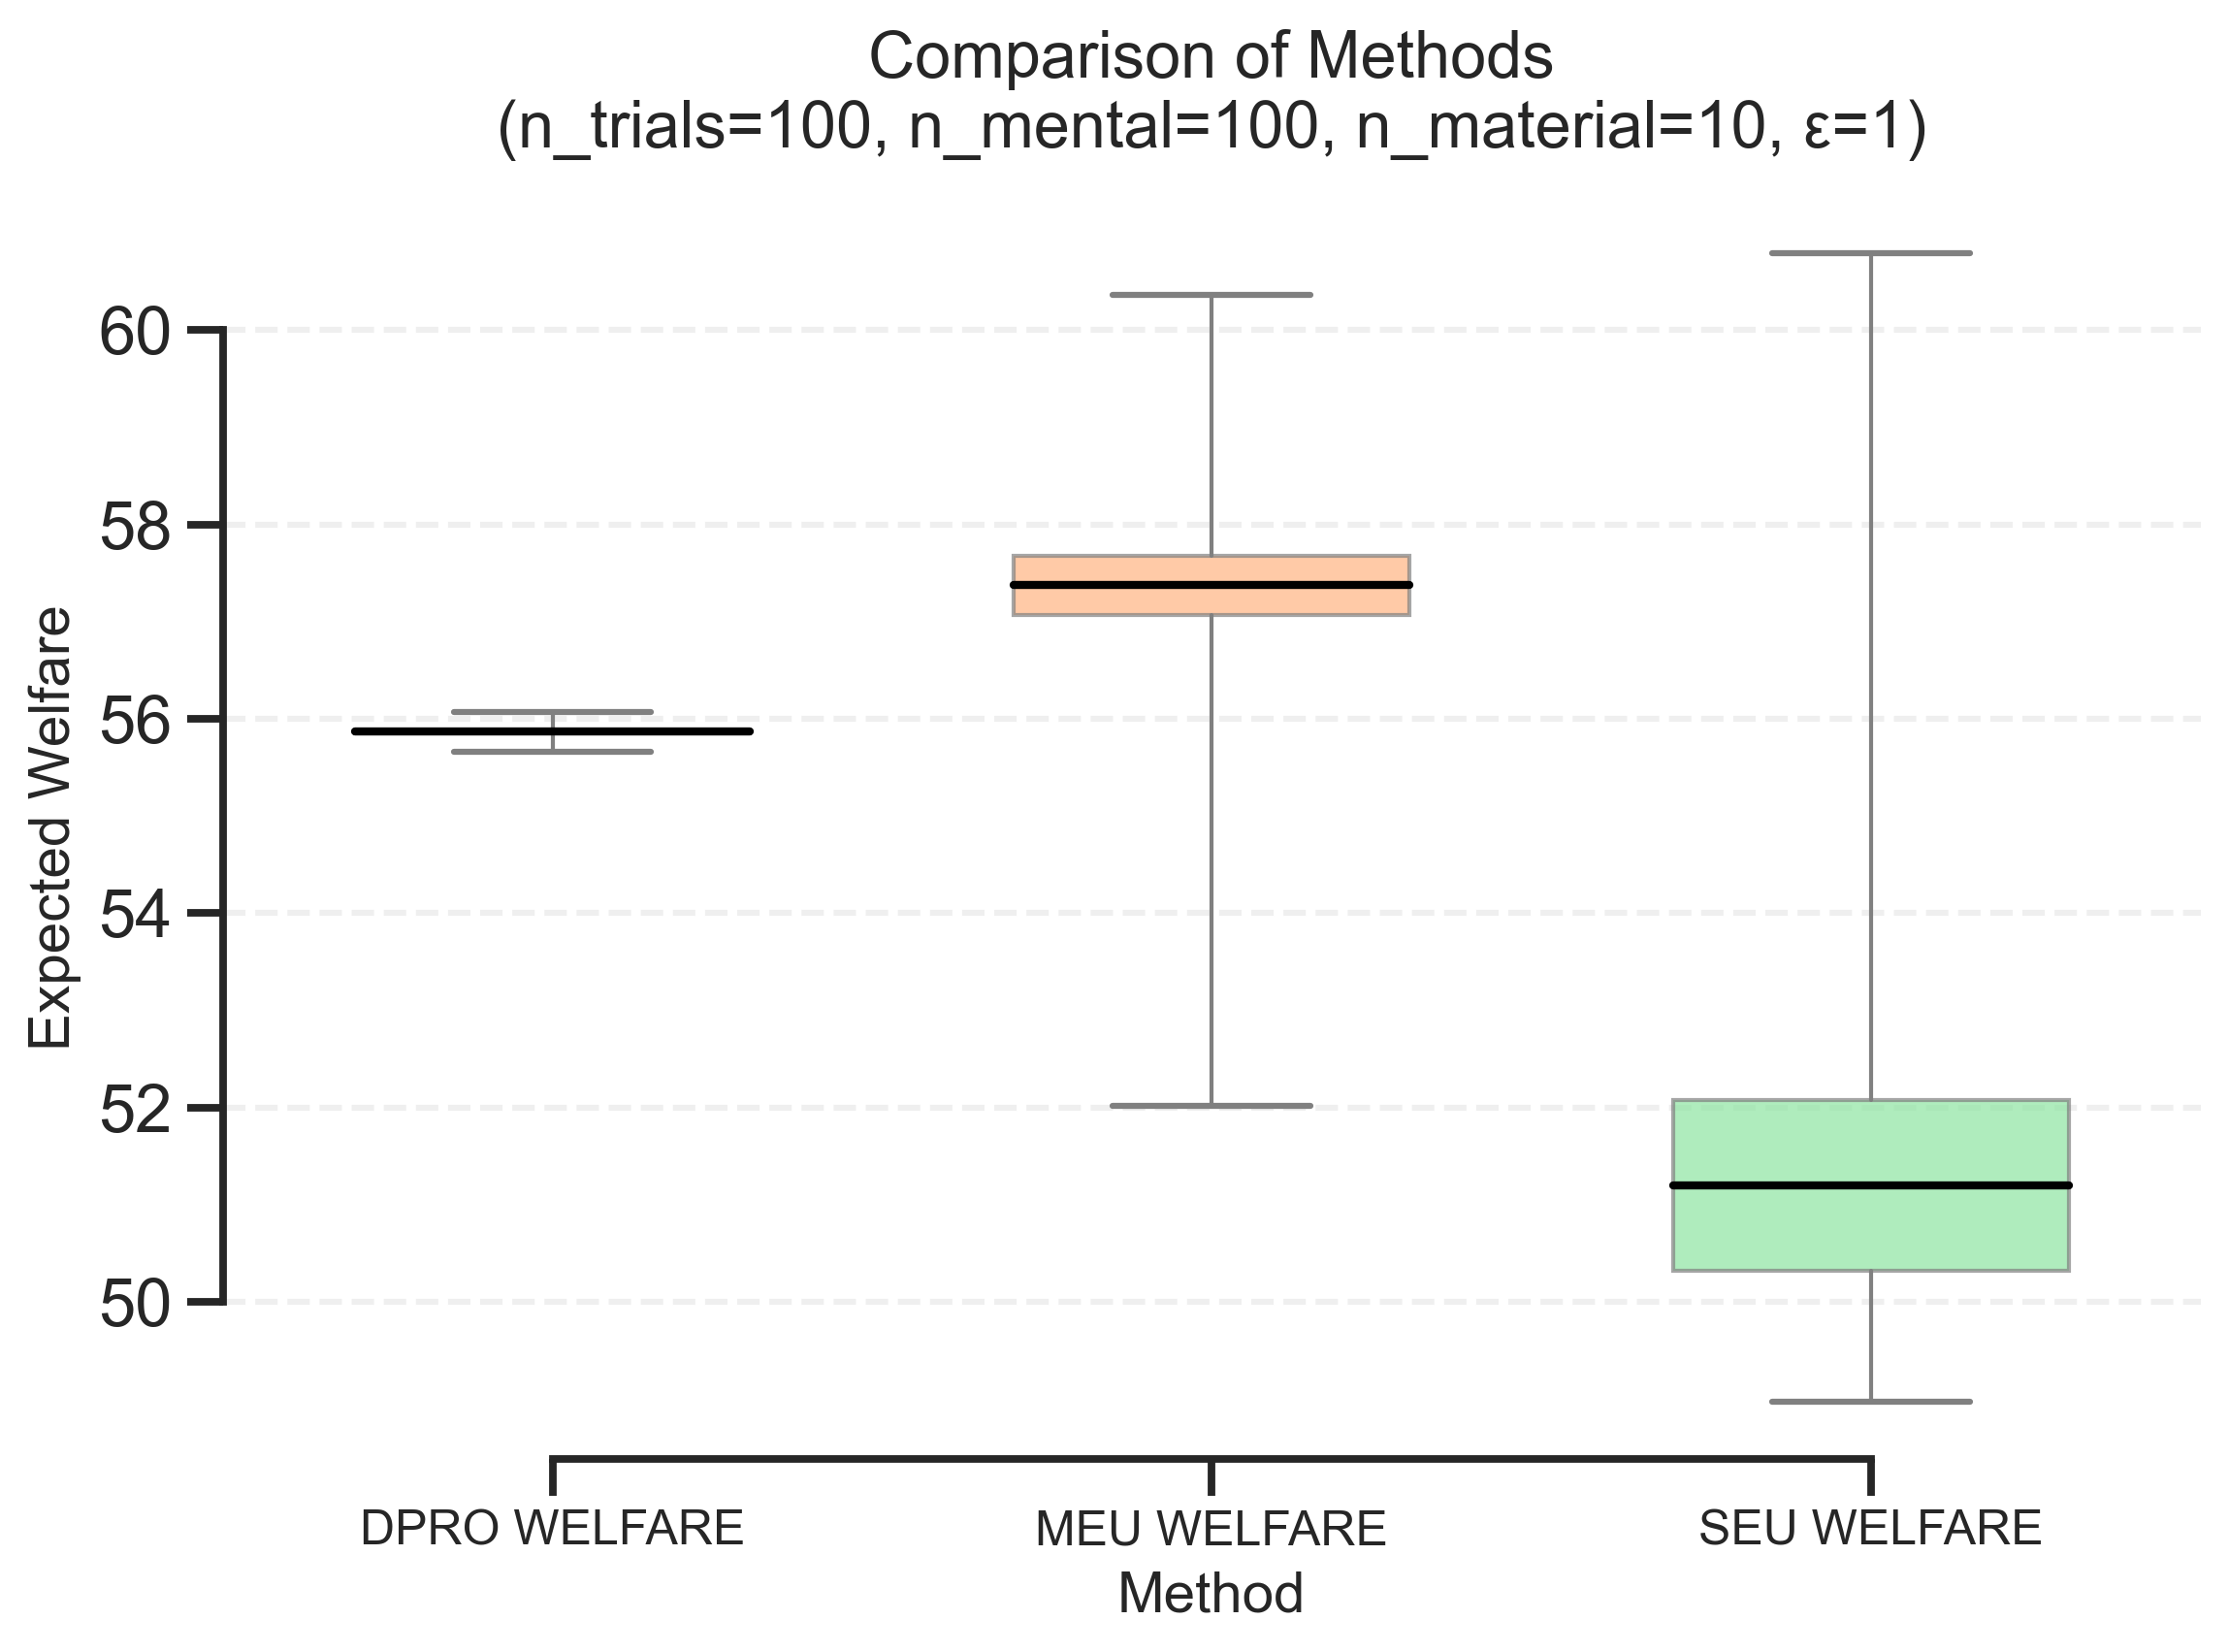 Comparison of Methods
(n_trials=100, n_mental=100, n_material=10, ε=1)
Expected Welfare
60
58
56
54
52
50
DPRO WELFARE
MEU WELFARE
SEU WELFARE
Method